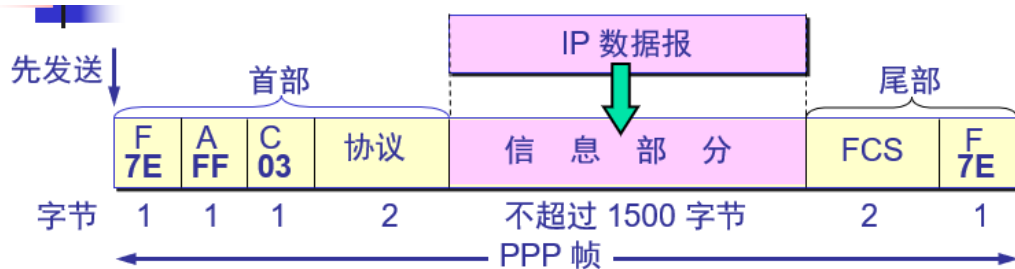 IP 数据报
先发送
首部
尾部
F 7E
A FF
C 03
协议
信 息 部 分
FCS
F 7E
字节 1 1 1 2 不超过 1500 字节 2 1
PPP 帧